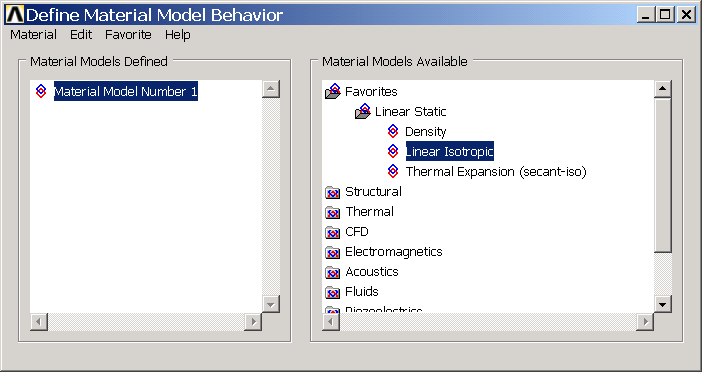 Define Material Model Behavior
Material Edit Favorite Help
Material Models Defined
Material Model Number 1
Material Models Available
Favorites
Linear Static
Density
Linear Isotropic
Thermal Expansion (secant-iso)
Structural
Thermal
CFD
Electromagnetics
Acoustics
Fluids
Piezoelectrics